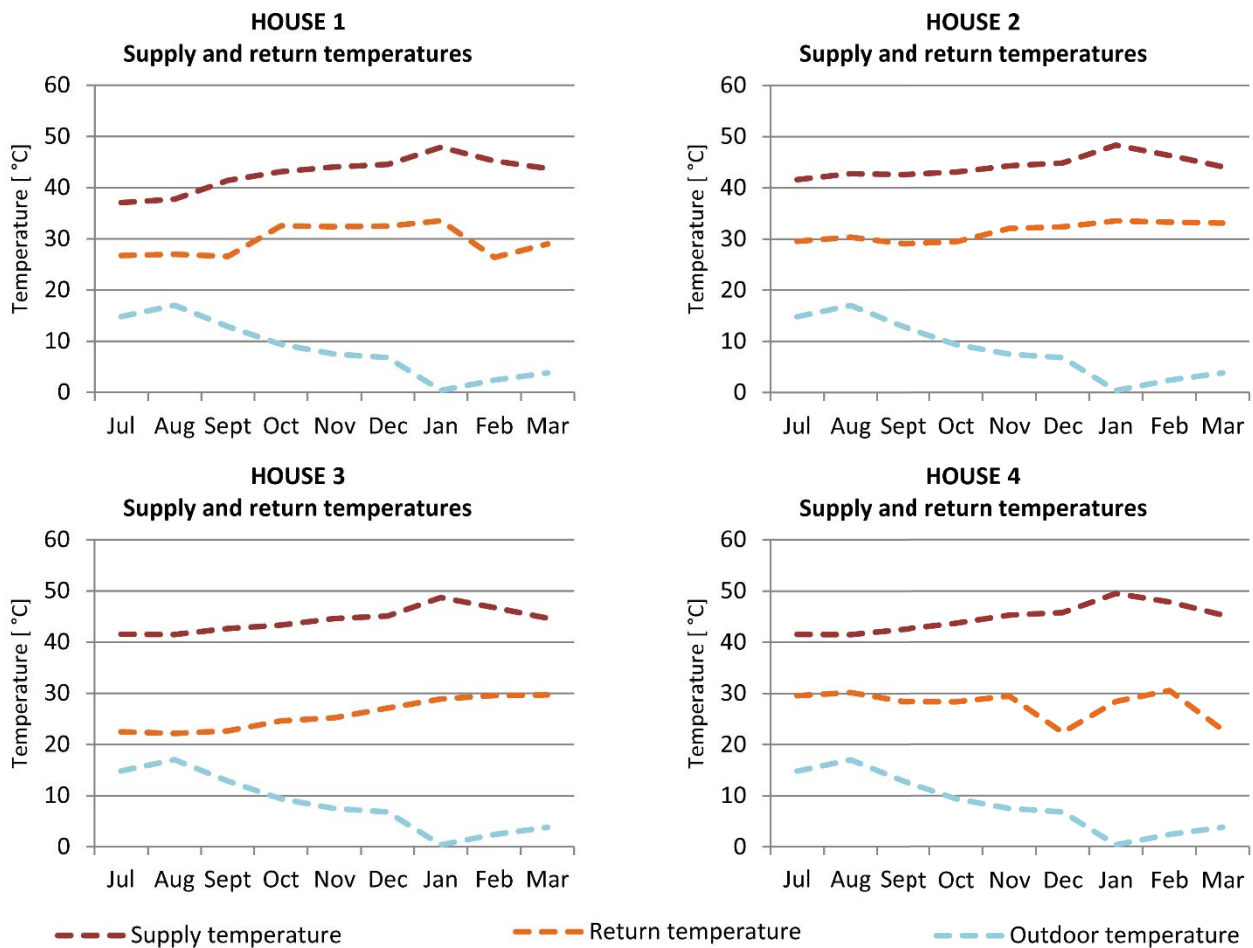 HOUSE 1
Supply and return temperatures
Temperature [ °C]
60
50
40
30
20
10
0
Jul Aug Sept Oct Nov Dec Jan Feb Mar
HOUSE 2
Supply and return temperatures
Temperature [ °C]
60
50
40
30
20
10
0
Jul Aug Sept Oct Nov Dec Jan Feb Mar
HOUSE 3
Supply and return temperatures
Temperature [ °C]
60
50
40
30
20
10
0
Jul Aug Sept Oct Nov Dec Jan Feb Mar
HOUSE 4
Supply and return temperatures
Temperature [ °C]
60
50
40
30
20
10
0
Jul Aug Sept Oct Nov Dec Jan Feb Mar
Supply temperature Return temperature Outdoor temperature